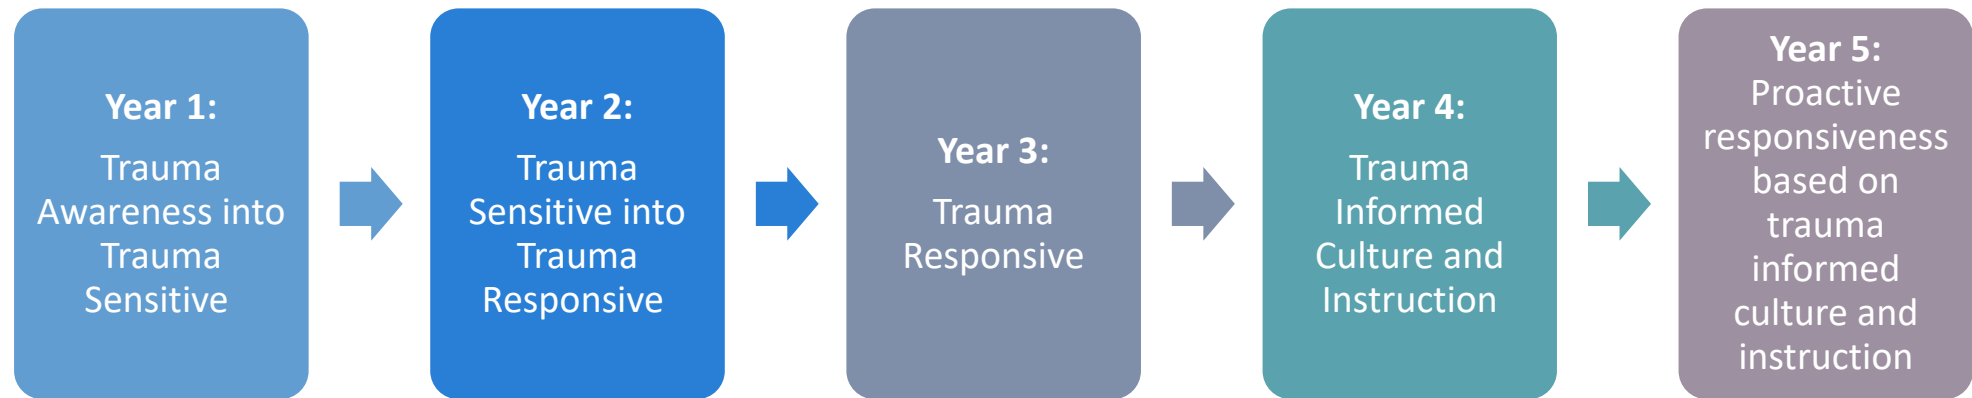 Year 1:
Trauma
Awareness into
Trauma
Sensitive
Year 2:
Trauma
Sensitive into
Trauma
Responsive
Year 3:
Trauma
Responsive
Year 4:
Trauma
Informed
Culture and
Instruction
Year 5:
Proactive
responsiveness
based on
trauma
informed
culture and
instruction